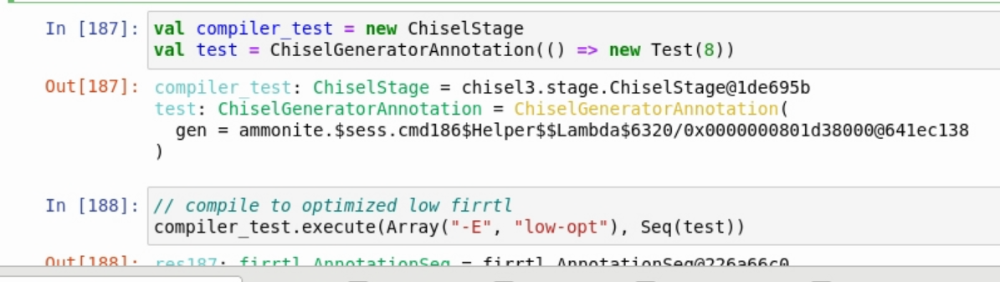 In [187]: val compiler_test = new ChiselStage
val test = ChiselGeneratorAnnotation(() => new Test(8))
Out[187]: compiler_test: ChiselStage = chisel3.stage.ChiselStage@1de695b
test: ChiselGeneratorAnnotation = ChiselGeneratorAnnotation(
gen = ammonite.$sess.cmd186$Helper$$Lambda$6320/0x0000000801d38000@641ec138
)
In [188]: // compile to optimized low firrtl
compiler_test.execute(Array("-E", "low-opt"), Seq(test))
Out[188]: res187: firrtl.AnnotationSeq = firrtl.AnnotationSeq@226a66c0